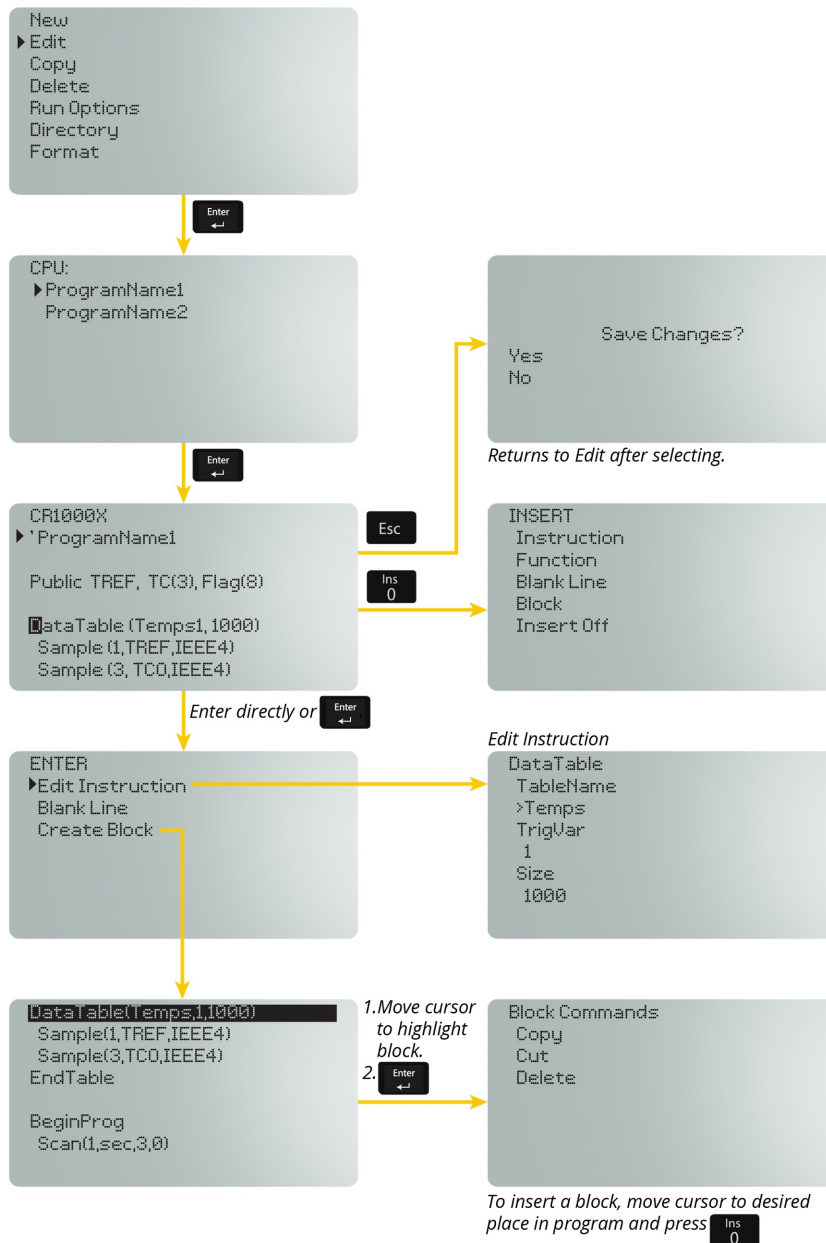 New
Edit
Copy
Delete
Run Options
Directory
Format
Enter
CPU:
ProgramName1
ProgramName2
Save Changes?
Yes
No
Returns to Edit after selecting.
Enter
CR1000X
'ProgramName1
Public TREF, TC(3), Flag(8)
DataTable (Temps1, 1000)
Sample (1,TREF,IEEE4)
Sample (3, TC0,IEEE4)
Esc
Ins
0
INSERT
Instruction
Function
Blank Line
Block
Insert Off
Enter directly or Enter
ENTER
Edit Instruction
Blank Line
Create Block
Edit Instruction
DataTable
TableName
>Temps
TrigVar
1
Size
1000
DataTable(Temps,1,1000)
Sample(1,TREF,IEEE4)
Sample(3,TC0,IEEE4)
EndTable
BeginProg
Scan(1,sec,3,0)
1.Move cursor
to highlight
block.
2. Enter
Block Commands
Copy
Cut
Delete
To insert a block, move cursor to desired
place in program and press Ins
0